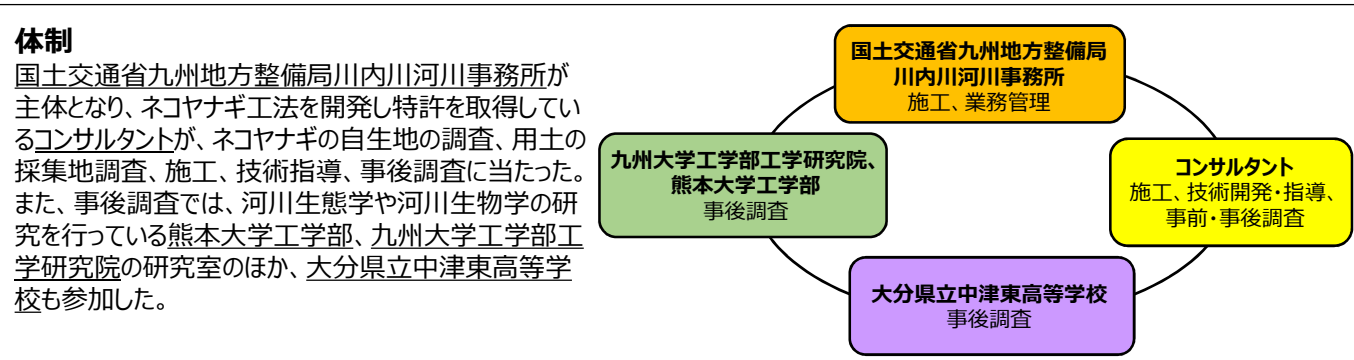 体制
国土交通省九州地方整備局川内川河川事務所が
主体となり、ネコヤナギ工法を開発し特許を取得してい
るコンサルタントが、ネコヤナギの自生地の調査、用土の
採集地調査、施工、技術指導、事後調査に当たった。
また、事後調査では、河川生態学や河川生物学の研
究を行っている熊本大学工学部、九州大学工学部工
学研究院の研究室のほか、大分県立中津東高等学
校も参加した。
国土交通省九州地方整備局
川内川河川事務所
施工、業務管理
九州大学工学部工学研究院、
熊本大学工学部
事後調査
コンサルタント
施工、技術開発・指導、
事前・事後調査
大分県立中津東高等学校
事後調査